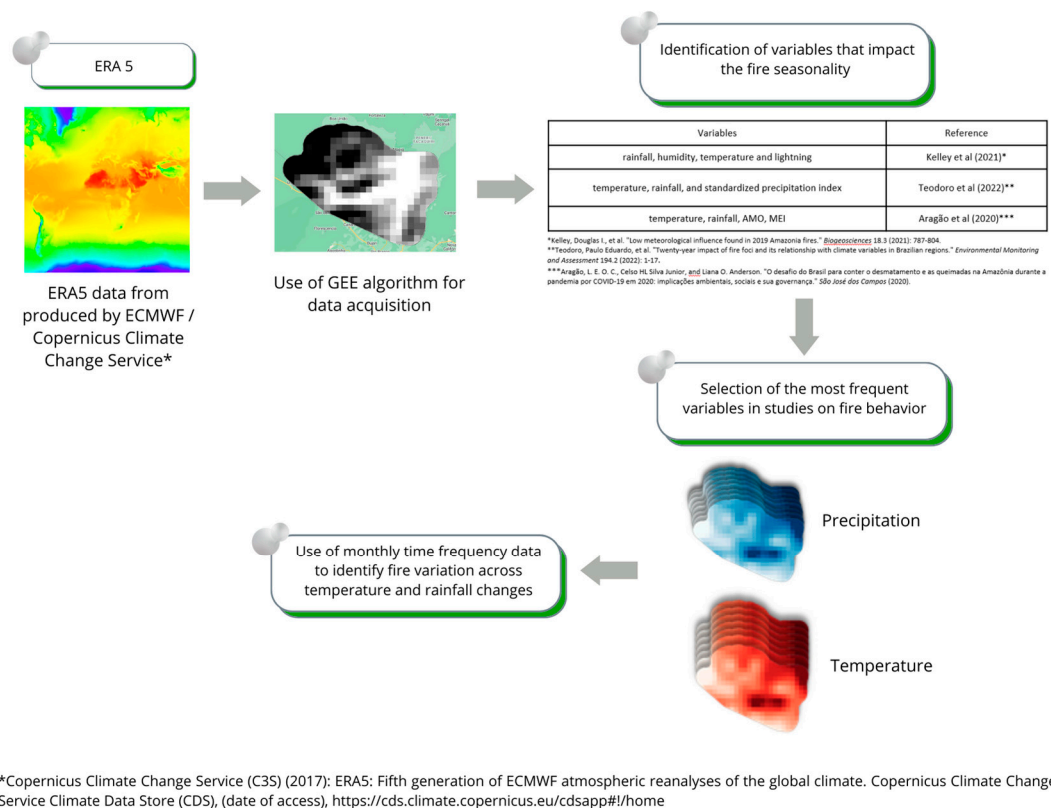 ERA 5
ERA5 data from
produced by ECMWF /
Copernicus Climate
Change Service*
Use of GEE algorithm for
data acquisition
Identification of variables that impact
the fire seasonality
Variables Reference
rainfall, humidity, temperature and lightning Kelley et al (2021)*
temperature, rainfall, and standardized precipitation index Teodoro et al (2022)**
temperature, rainfall, AMO, MEI Aragão et al (2020)***
*Kelley, Douglas I., et al. "Low meteorological influence found in 2019 Amazonia fires." Biogeosciences 18.3 (2021): 787-804.
**Teodoro, Paulo Eduardo, et al. "Twenty-year impact of fire foci and its relationship with climate variables in Brazilian regions." Environmental Monitoring
and Assessment 194.2 (2022): 1-17.
***Aragão, L. E. O. C., Celso HL Silva Junior, and Liana O. Anderson. "O desafio do Brasil para conter o desmatamento e as queimadas na Amazônia durante a
pandemia por COVID-19 em 2020: implicações ambientais, sociais e sua governança." São José dos Campos (2020).
Selection of the most frequent
variables in studies on fire behavior
Precipitation
Temperature
Use of monthly time frequency data
to identify fire variation across
temperature and rainfall changes
*Copernicus Climate Change Service (C3S) (2017): ERA5: Fifth generation of ECMWF atmospheric reanalyses of the global climate. Copernicus Climate Change
Service Climate Data Store (CDS), (date of access), https://cds.climate.copernicus.eu/cdsapp#!/home